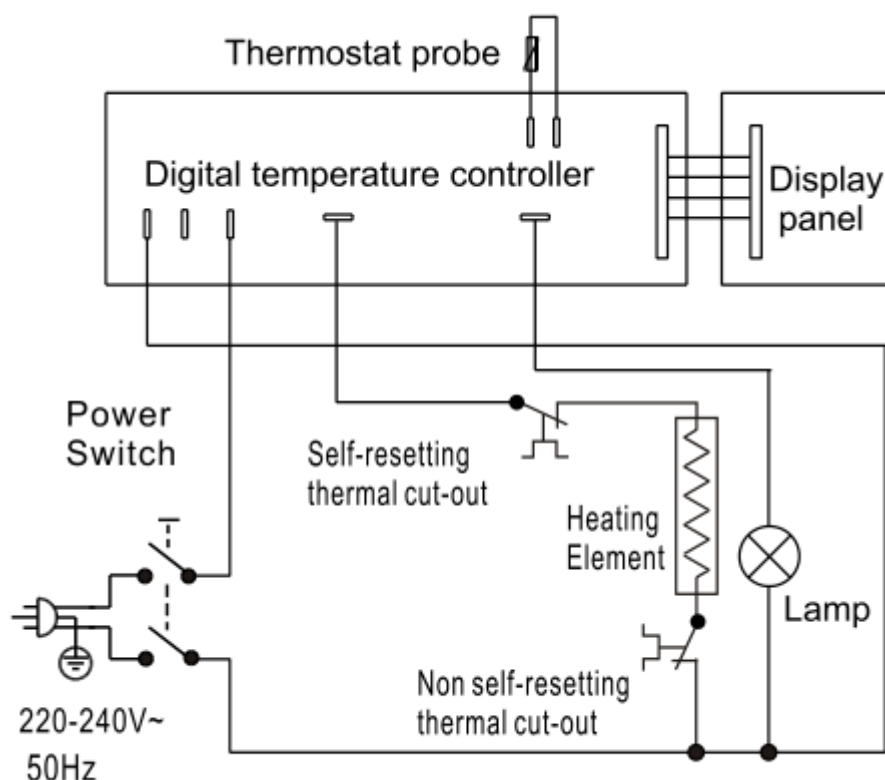 Thermostat probe
Digital temperature controller
Display
panel
Power
Switch
Self-resetting
thermal cut-out
Heating
Element
Lamp
Non self-resetting
thermal cut-out
220-240V~
50Hz